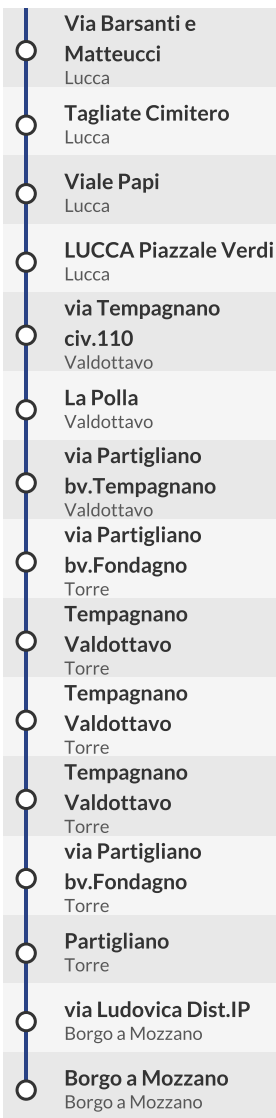 Via Barsanti e
Matteucci
Lucca
Tagliate Cimitero
Lucca
Viale Papi
Lucca
LUCCA Piazzale Verdi
Lucca
via Tempagnano
civ.110
Valdottavo
La Polla
Valdottavo
via Partigliano
bv.Tempagnano
Valdottavo
via Partigliano
bv.Fondagno
Torre
Tempagnano
Valdottavo
Torre
Tempagnano
Valdottavo
Torre
Tempagnano
Valdottavo
Torre
via Partigliano
bv.Fondagno
Torre
Partigliano
Torre
via Ludovica Dist.IP
Borgo a Mozzano
Borgo a Mozzano
Borgo a Mozzano